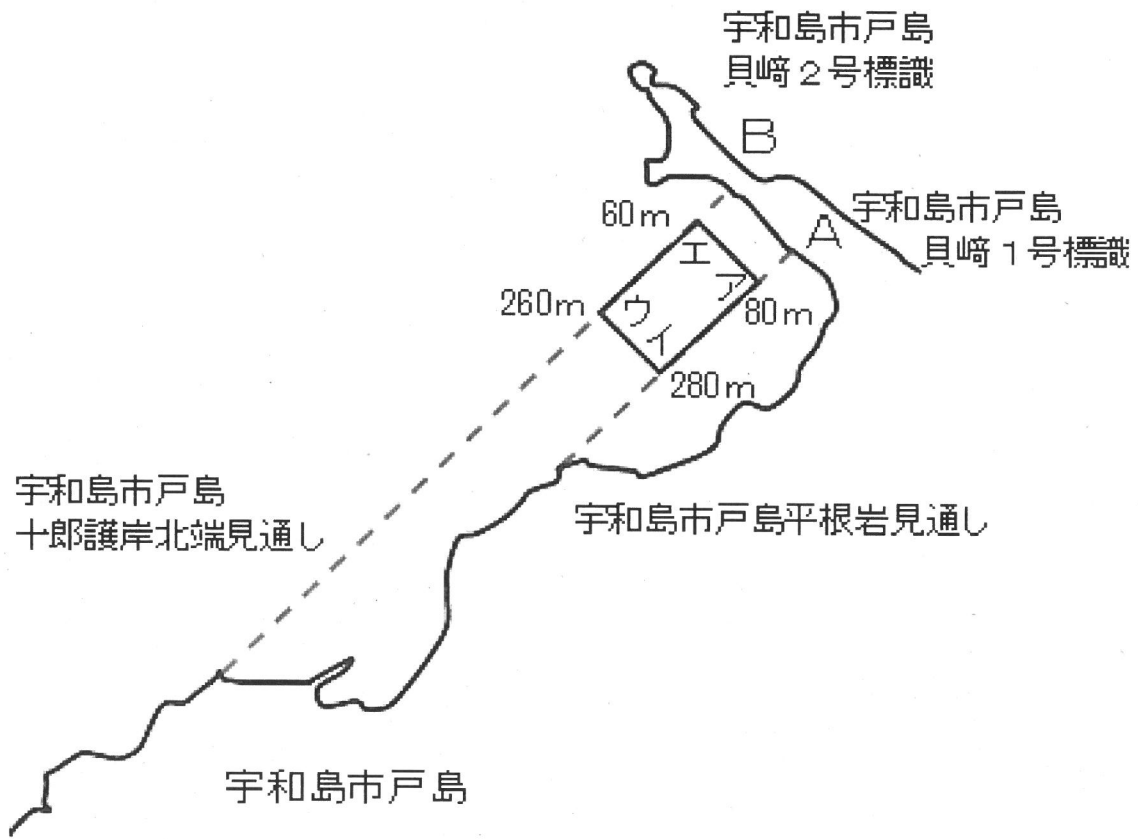 宇和島市戸島
貝崎２号標識
B
宇和島市戸島
貝崎１号標識
A
60m
エ
ア
80m
260m
ウ
イ
280m
宇和島市戸島
十郎護岸北端見通し
宇和島市戸島平根岩見通し
宇和島市戸島